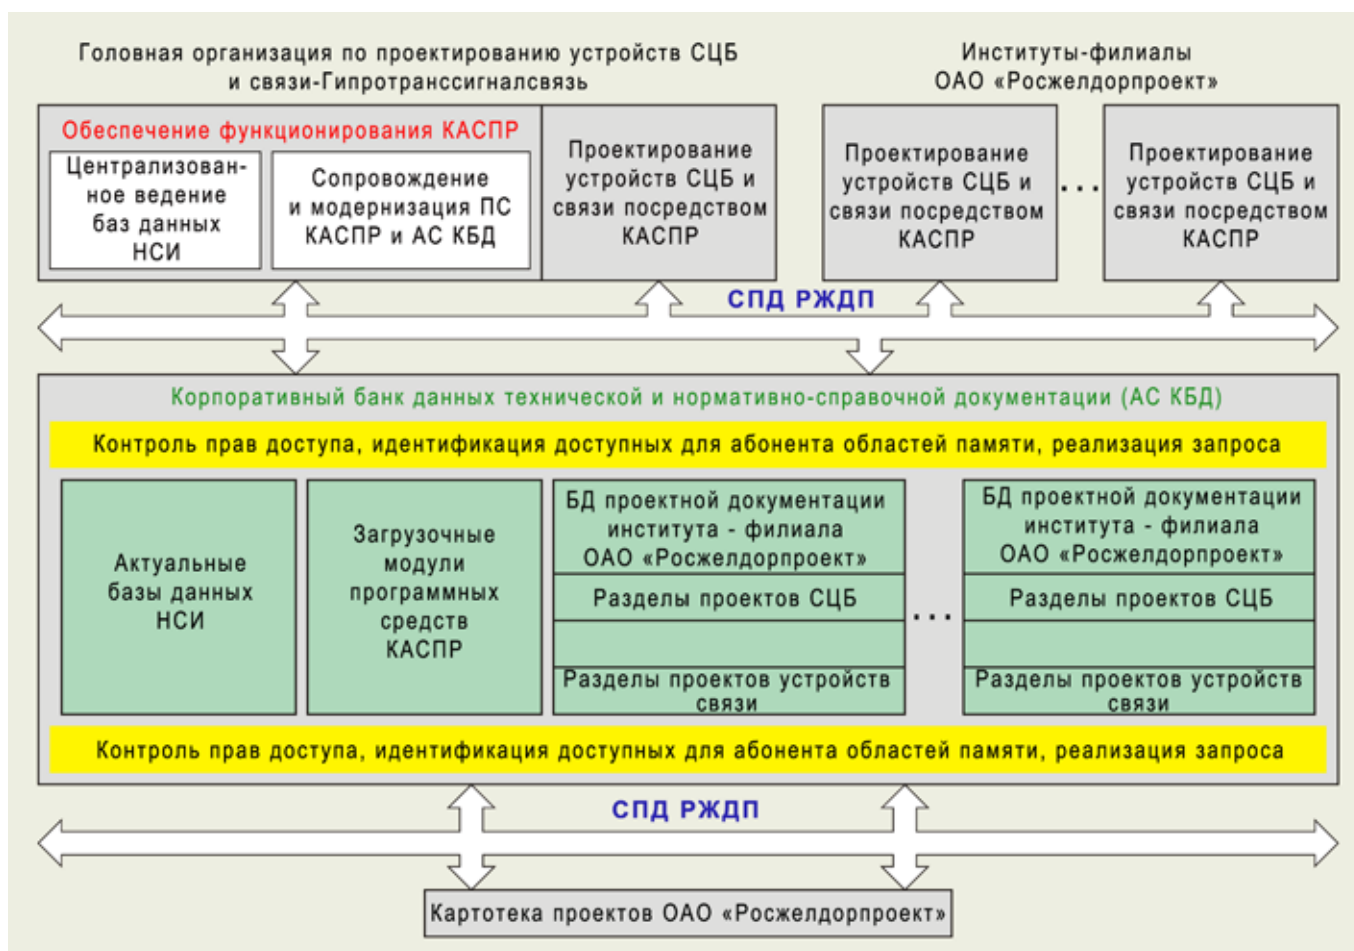 Головная организация по проектированию устройств СЦБ
и связи-Гипротранссигналсвязь
Институты-филиалы
ОАО «Росжелдорпроект»
Обеспечение функционирования КАСПР
Централизован-
ное ведение
баз данных
НСИ
Сопровождение
и модернизация ПС
КАСПР и АС КБД
Проектирование
устройств СЦБ и
связи посредством
КАСПР
Проектирование
устройств СЦБ и
связи посредством
КАСПР
...
Проектирование
устройств СЦБ и
связи посредством
КАСПР
СПД РЖДП
Корпоративный банк данных технической и нормативно-справочной документации (АС КБД)
Контроль прав доступа, идентификация доступных для абонента областей памяти, реализация запроса
Актуальные
базы данных
НСИ
Загрузочные
модули
программных
средств
КАСПР
БД проектной документации
института - филиала
ОАО «Росжелдорпроект»
Разделы проектов СЦБ
Разделы проектов устройств
связи
...
БД проектной документации
института - филиала
ОАО «Росжелдорпроект»
Разделы проектов СЦБ
Разделы проектов устройств
связи
Контроль прав доступа, идентификация доступных для абонента областей памяти, реализация запроса
СПД РЖДП
Картотека проектов ОАО «Росжелдорпроект»